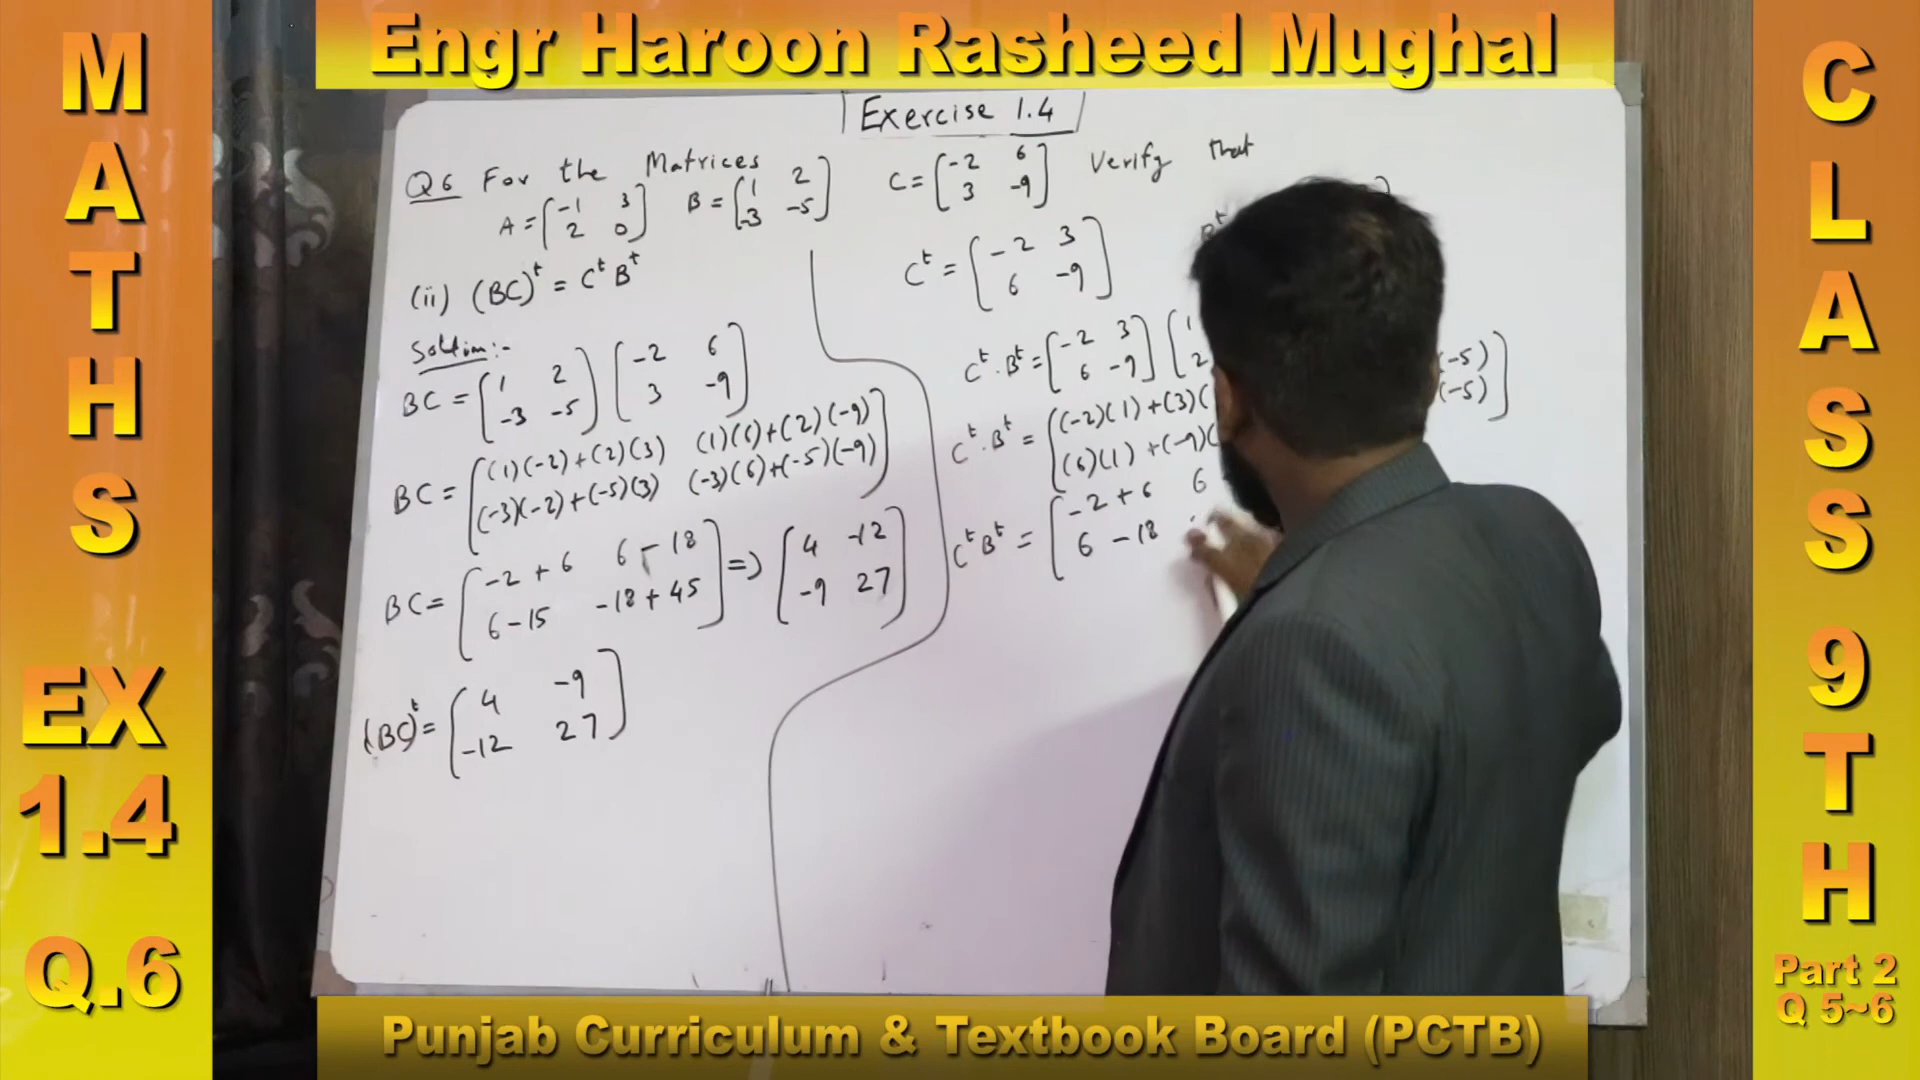 Engr Haroon Rasheed Mughal
MATHS
EX
1.4
Q.6
CLASS 9TH
Part 2
Q 5~6
Exercise 1.4
Q6 For the Matrices
A = [-1 3
2 0]
B = [1 2
-3 -5]
C = [-2 6
3 -9]
Verify that
(ii) (BC)^t = C^t B^t
Solution:-
BC = [1 2
-3 -5] [-2 6
3 -9]
BC = [(1)(-2)+(2)(3) (1)(6)+(2)(-9)
(-3)(-2)+(-5)(3) (-3)(6)+(-5)(-9)]
BC = [-2+6 6-18
6-15 -18+45] => [4 -12
-9 27]
(BC)^t = [4 -9
-12 27]
C^t = [-2 3
6 -9]
B^t
C^t . B^t = [-2 3
6 -9] [1
2
C^t . B^t = [(-2)(1)+(3)( (-5)
(6)(1)+(-9)( (-5)]
C^t B^t = [-2+6 6
6-18
Punjab Curriculum & Textbook Board (PCTB)